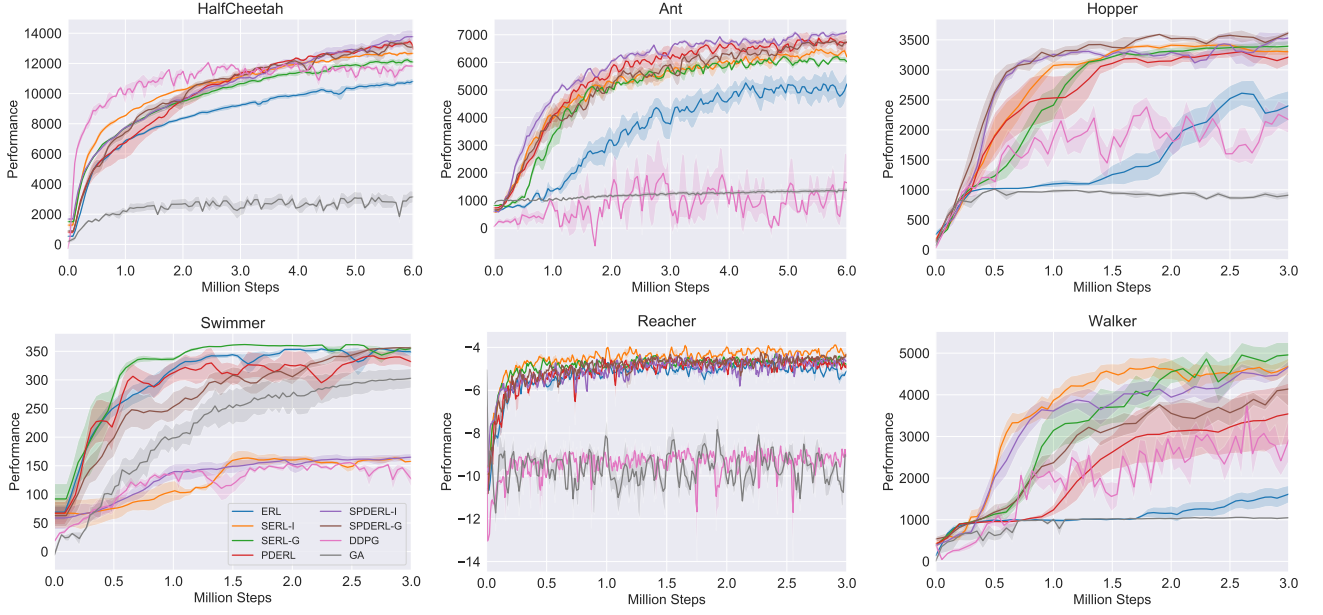 HalfCheetah
Performance
14000
12000
10000
8000
6000
4000
2000
0
0.0 1.0 2.0 3.0 4.0 5.0 6.0
Million Steps
Ant
Performance
7000
6000
5000
4000
3000
2000
1000
0
0.0 1.0 2.0 3.0 4.0 5.0 6.0
Million Steps
Hopper
Performance
3500
3000
2500
2000
1500
1000
500
0
0.0 0.5 1.0 1.5 2.0 2.5 3.0
Million Steps
Swimmer
Performance
350
300
250
200
150
100
50
0
0.0 0.5 1.0 1.5 2.0 2.5 3.0
Million Steps
ERL
SERL-I
SERL-G
PDERL
SPDERL-I
SPDERL-G
DDPG
GA
Reacher
Performance
−4
−6
−8
−10
−12
−14
0.0 0.5 1.0 1.5 2.0 2.5 3.0
Million Steps
Walker
Performance
5000
4000
3000
2000
1000
0
0.0 0.5 1.0 1.5 2.0 2.5 3.0
Million Steps